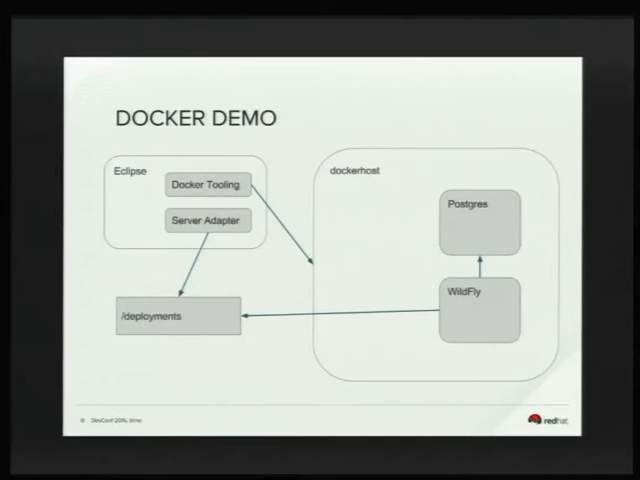 DOCKER DEMO
Eclipse
Docker Tooling
Server Adapter
/deployments
dockerhost
Postgres
WildFly
redhat